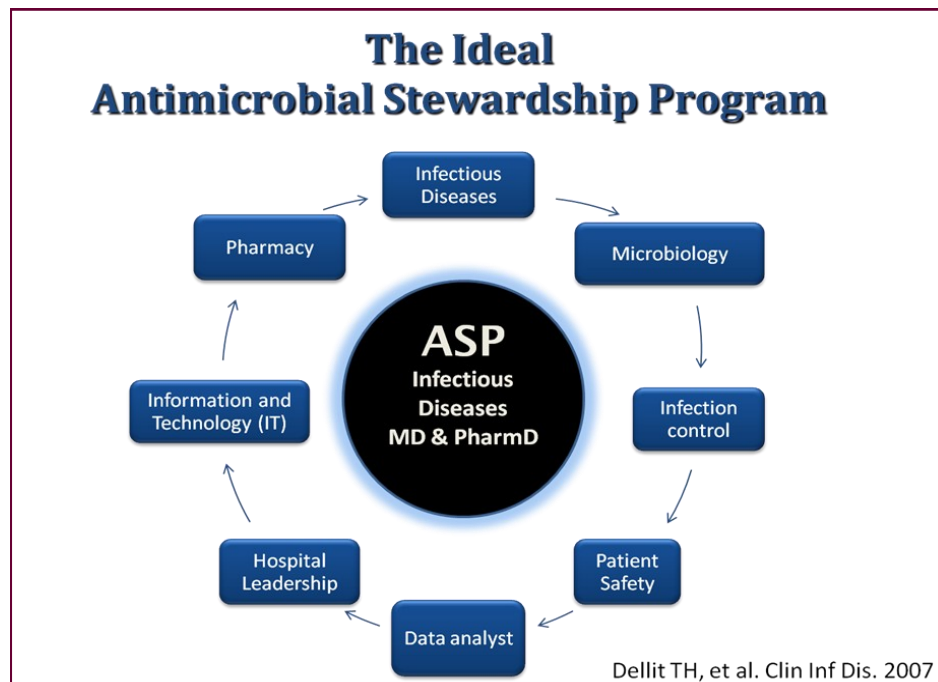 The Ideal
Antimicrobial Stewardship Program
Infectious
Diseases
Microbiology
Infection
control
Patient
Safety
Data analyst
Hospital
Leadership
Information and
Technology (IT)
Pharmacy
ASP
Infectious
Diseases
MD & PharmD
Dellit TH, et al. Clin Inf Dis. 2007